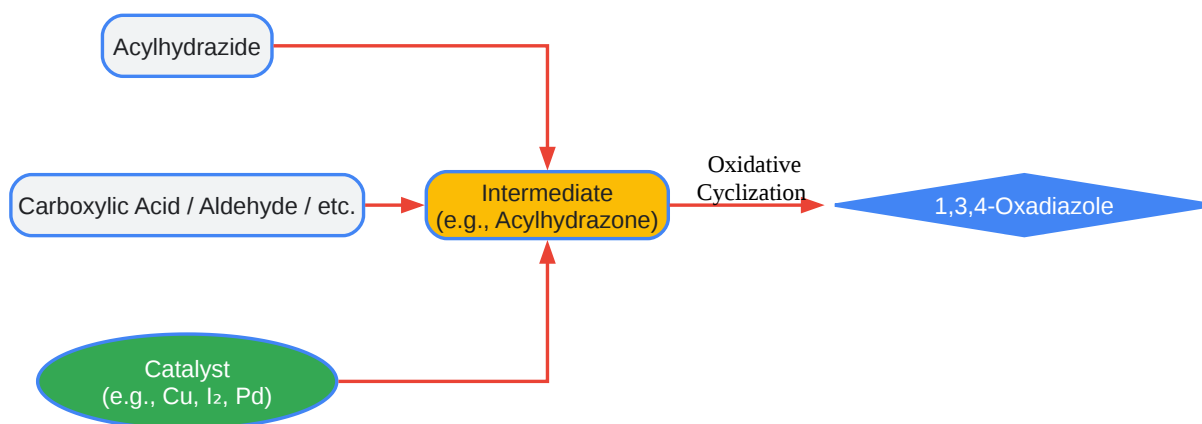 Acylhydrazide
Carboxylic Acid / Aldehyde / etc.
Intermediate
(e.g., Acylhydrazone)
Oxidative
Cyclization
1,3,4-Oxadiazole
Catalyst
(e.g., Cu, I₂, Pd)